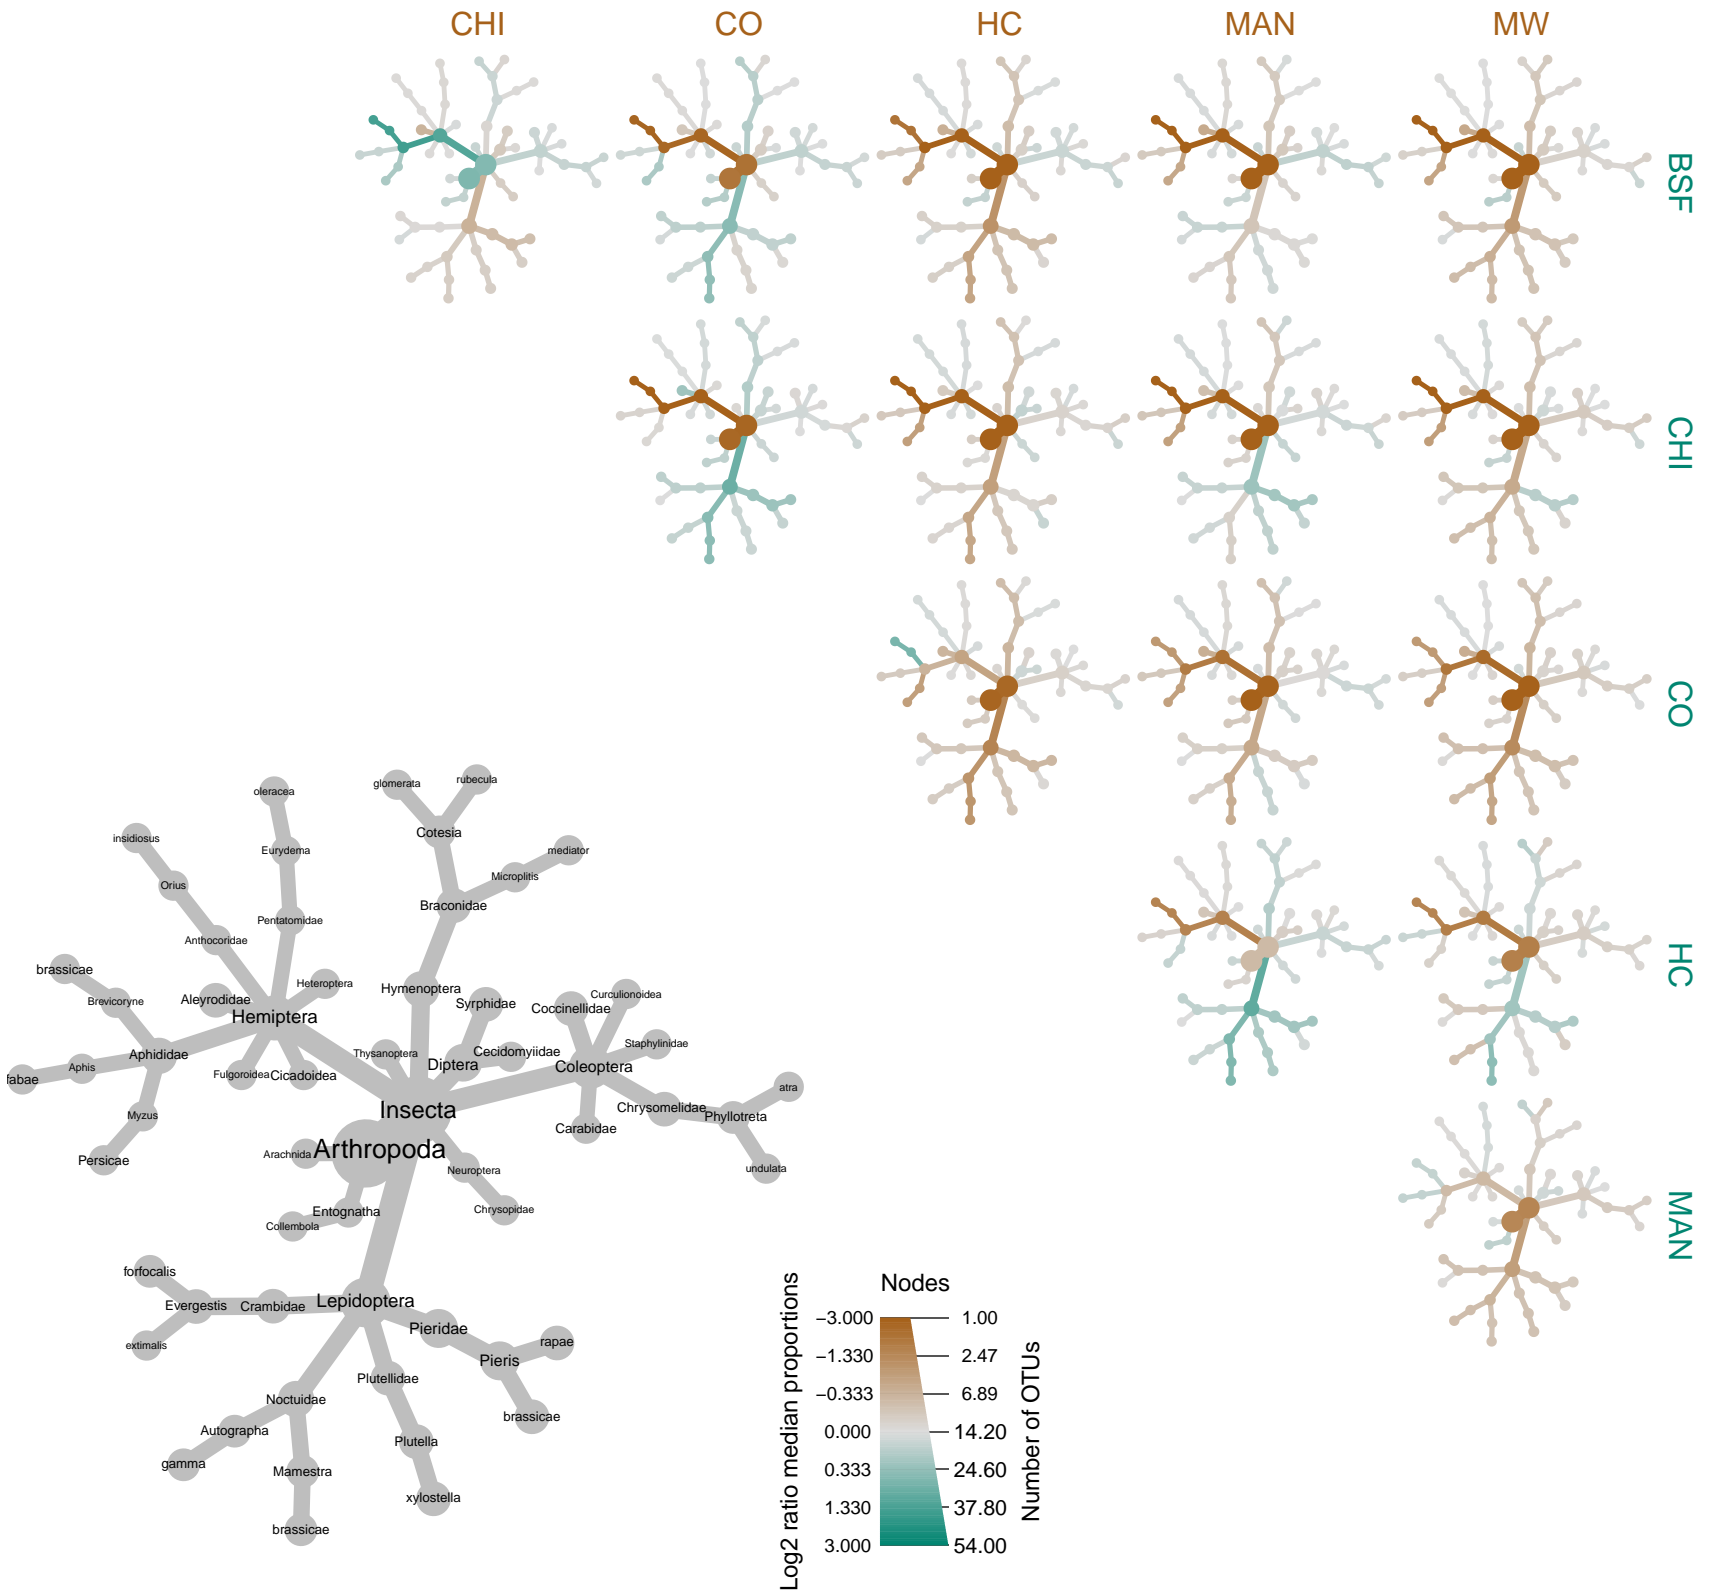 CHI
CO
HC
MAN
MW
BSF
CHI
CO
HC
MAN
glomerata
rubecula
oleracea
insidiosus
Cotesia
Eurydema
mediator
Microplitis
Orius
Braconidae
Pentatomidae
Anthocoridae
brassicae
Heteroptera
Hymenoptera
Curculionoidea
Brevicoryne
Aleyrodidae
Syrphidae
Coccinellidae
Hemiptera
Staphylinidae
Thysanoptera
Cecidomyiidae
Aphididae
Diptera
Coleoptera
Aphis
fabae
Fulgoroidea
Cicadoidea
atra
Insecta
Chrysomelidae
Phyllotreta
Myzus
Carabidae
Arthropoda
Arachnida
Persicae
Neuroptera
undulata
Entognatha
Chrysopidae
Collembola
forfocalis
Evergestis
Crambidae
Lepidoptera
Pieridae
extimalis
rapae
Pieris
Plutellidae
Noctuidae
brassicae
Autographa
Plutella
gamma
Mamestra
xylostella
brassicae
Nodes
Log2 ratio median proportions
Number of OTUs
−3.000 1.00
−1.330 2.47
−0.333 6.89
0.000 14.20
0.333 24.60
1.330 37.80
3.000 54.00